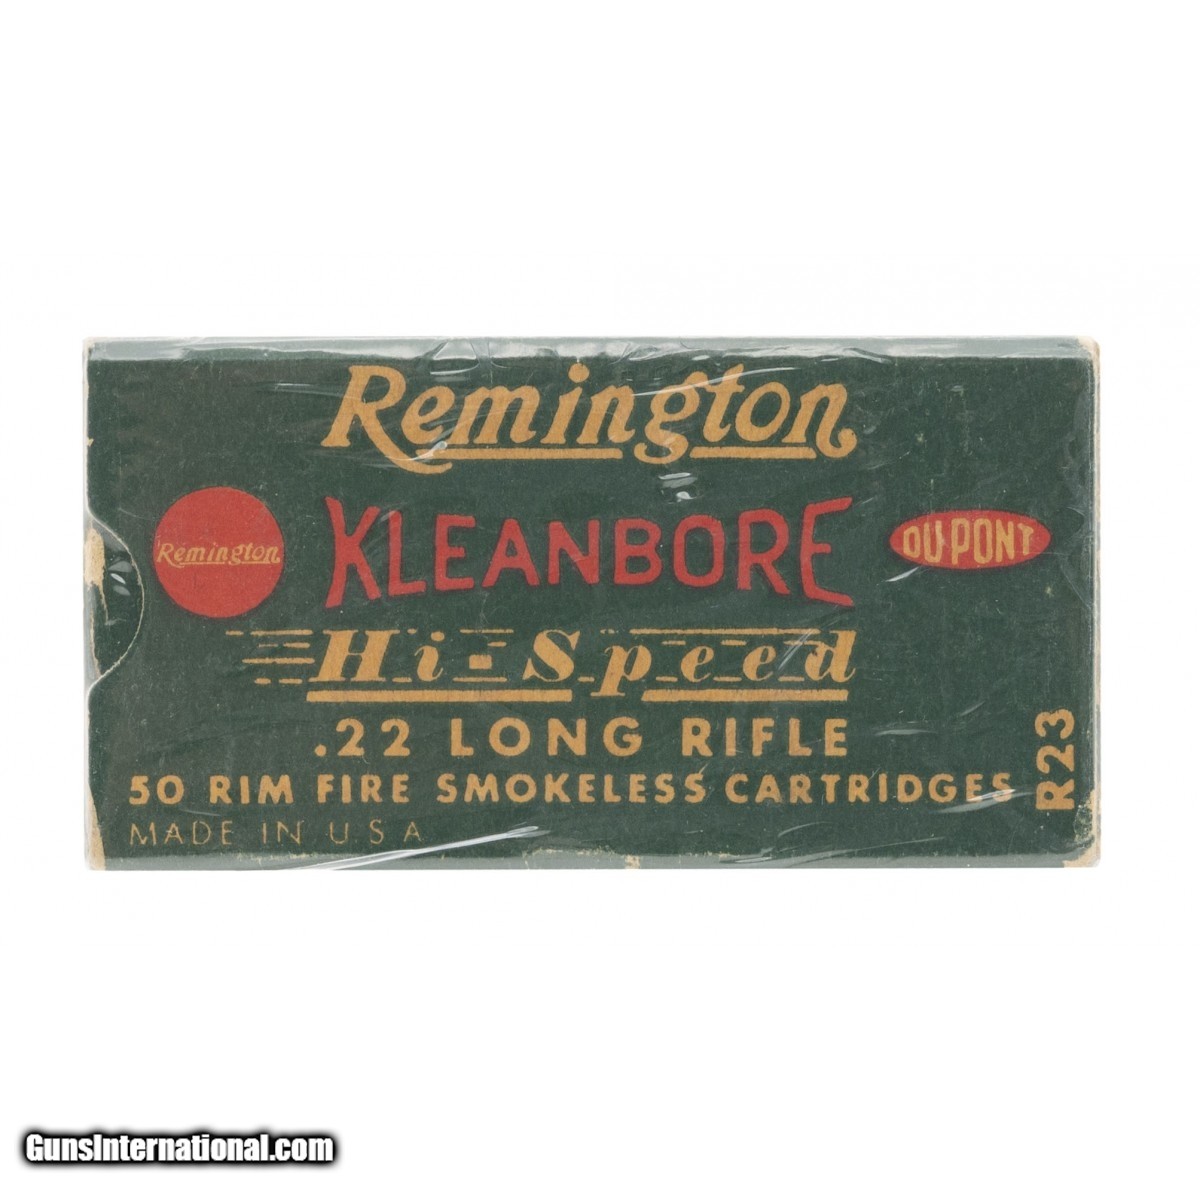 Remington
Remington
KLEANBORE
DU PONT
Hi-Speed
.22 LONG RIFLE
50 RIM FIRE SMOKELESS CARTRIDGES
MADE IN U S A
R23
GunsInternational.com